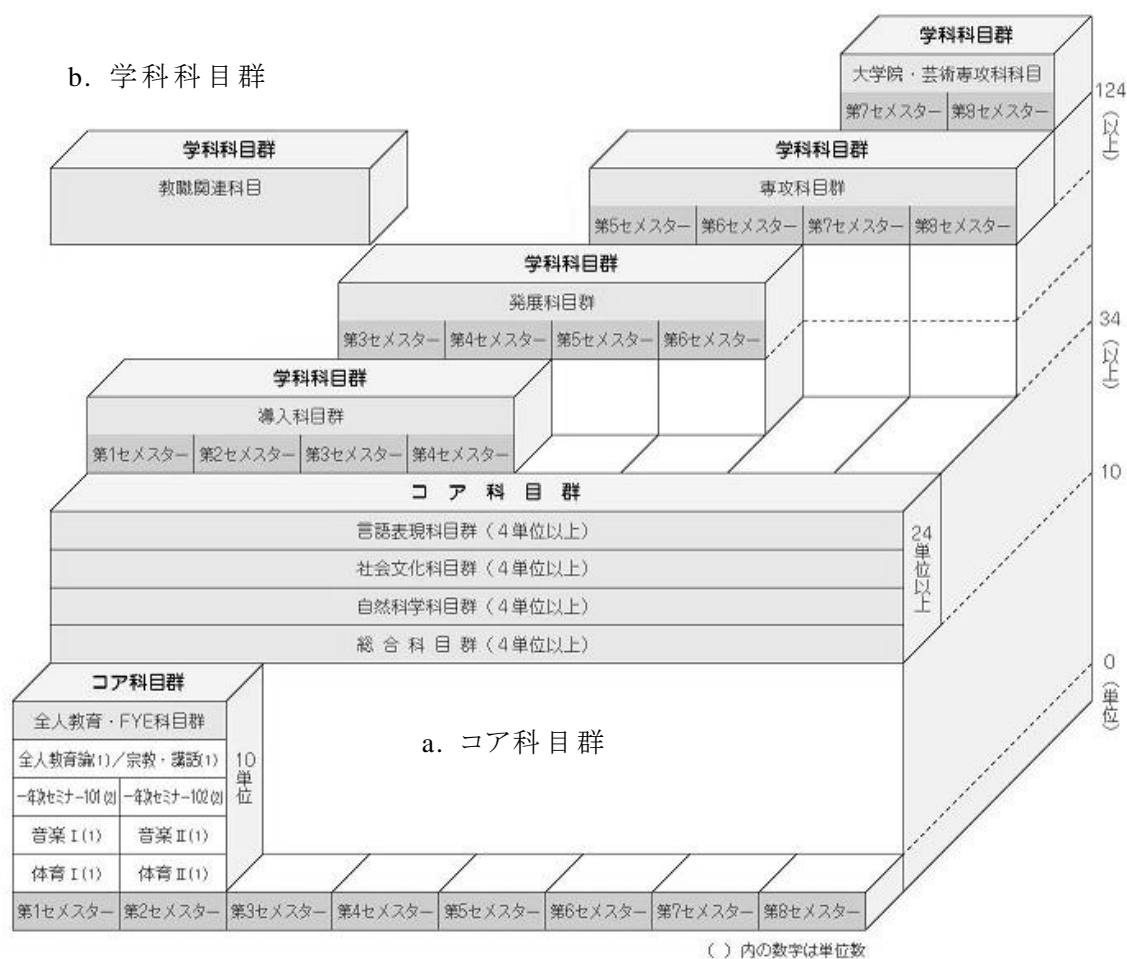 b. 学科科目群
学科科目群
大学院・芸術専攻科科目
第7セメスター 第8セメスター
124
(以上)
学科科目群
教職関連科目
学科科目群
専攻科目群
第5セメスター 第6セメスター 第7セメスター 第8セメスター
学科科目群
発展科目群
第3セメスター 第4セメスター 第5セメスター 第6セメスター
34
(以上)
学科科目群
導入科目群
第1セメスター 第2セメスター 第3セメスター 第4セメスター
10
コア科目群
言語表現科目群(4単位以上)
社会文化科目群(4単位以上)
自然科学科目群(4単位以上)
総合科目群(4単位以上)
24単位以上
0
(単位)
コア科目群
全人教育・FYE科目群
全人教育論(1)/宗教・講話(1)
一年次セミナー101(2) 一年次セミナー102(2)
音楽Ⅰ(1) 音楽Ⅱ(1)
体育Ⅰ(1) 体育Ⅱ(1)
10単位
a. コア科目群
第1セメスター 第2セメスター 第3セメスター 第4セメスター 第5セメスター 第6セメスター 第7セメスター 第8セメスター
( )内の数字は単位数